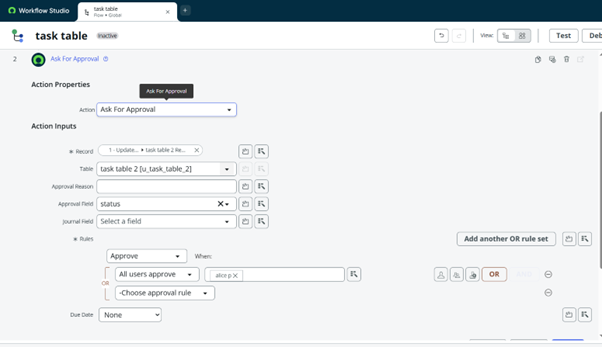 Workflow Studio
task table
Flow • Global
task table Inactive
View:
Test
Deb
2 Ask For Approval
Action Properties
Ask For Approval
Action Ask For Approval
Action Inputs
Record 1 - Update... ▸ task table 2 Re...
Table task table 2 [u_task_table_2]
Approval Reason
Approval Field status
Journal Field Select a field
Rules
Add another OR rule set
Approve When:
All users approve alice p OR
OR
-Choose approval rule
Due Date None